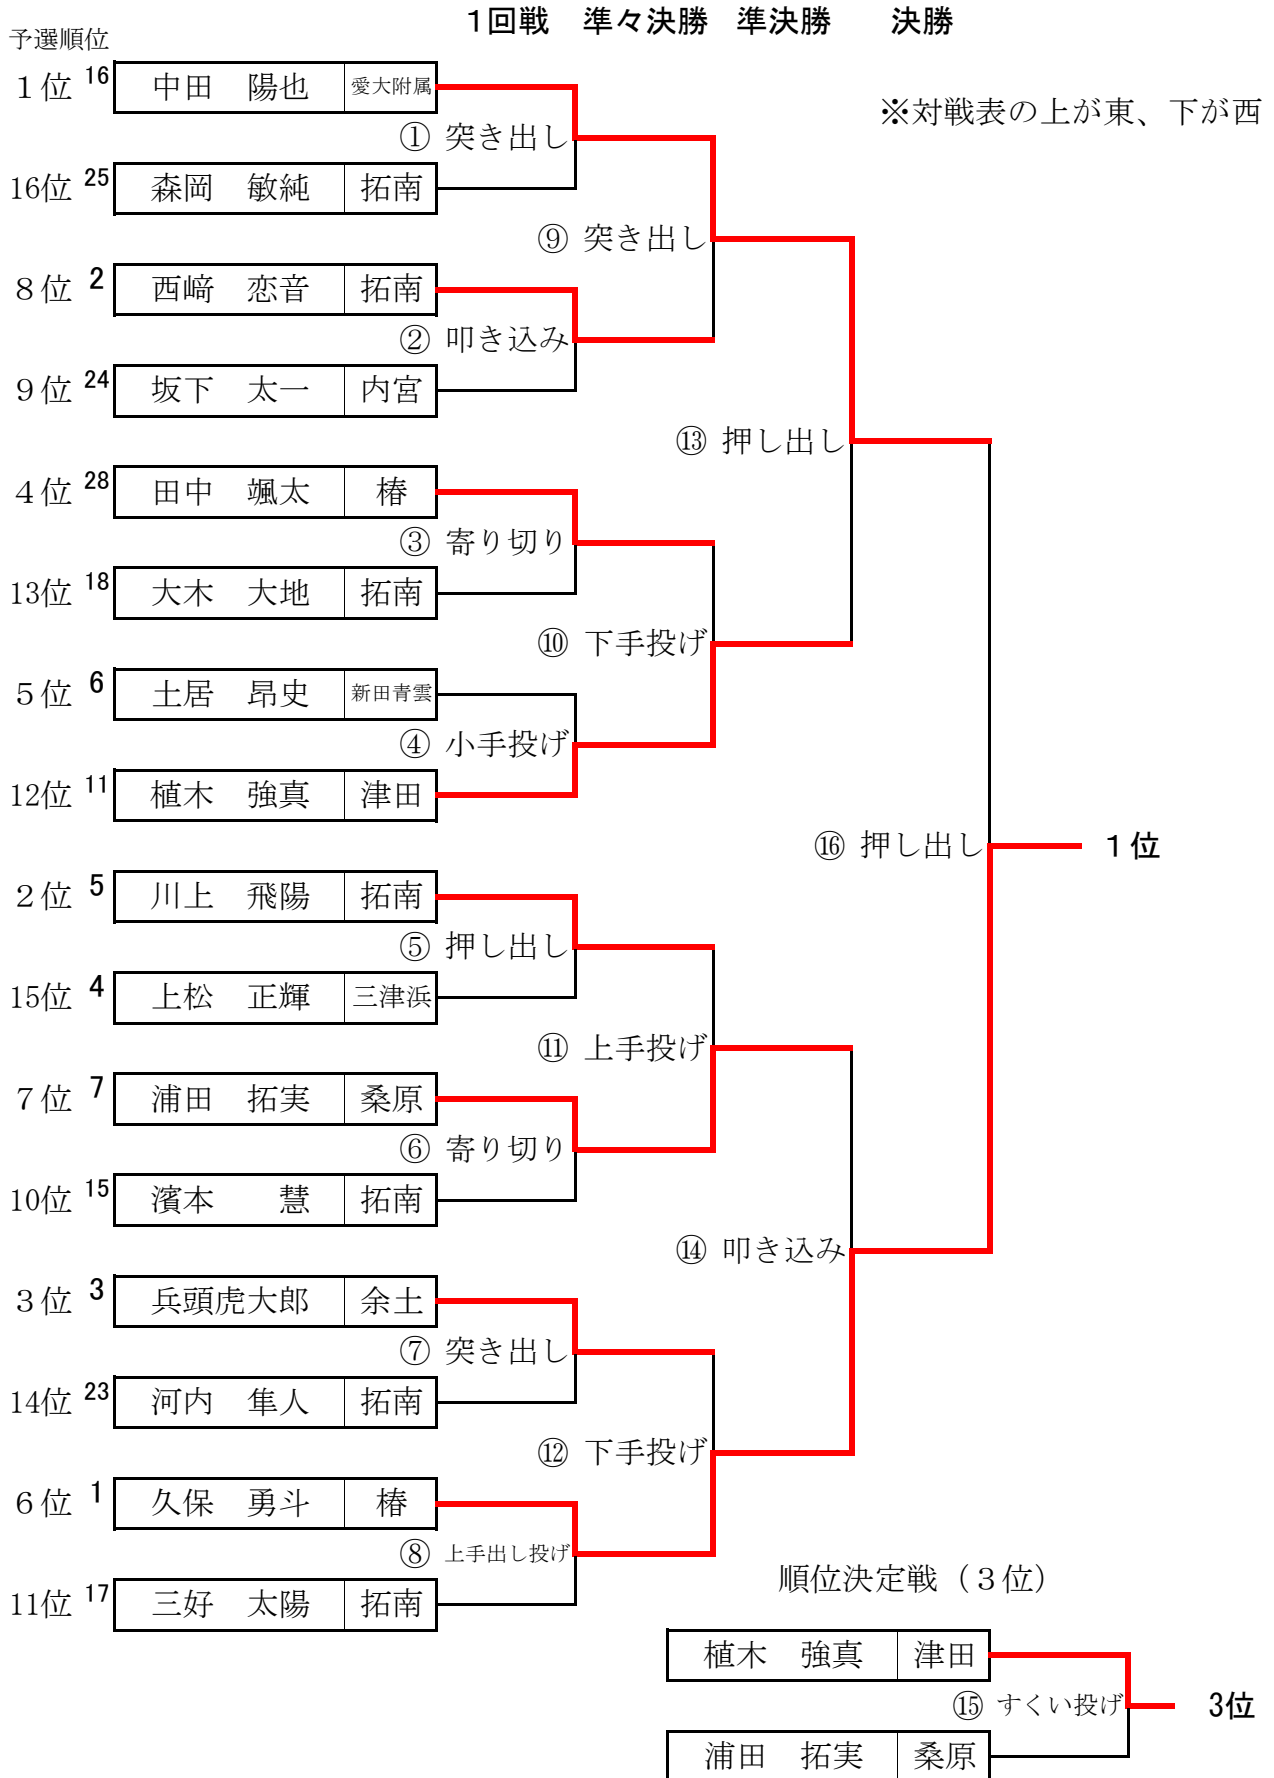 1回戦 準々決勝 準決勝 決勝
予選順位
1位 16 中田 陽也 愛大附属
※対戦表の上が東、下が西
① 突き出し
16位 25 森岡 敏純 拓南
⑨ 突き出し
8位 2 西﨑 恋音 拓南
② 叩き込み
9位 24 坂下 太一 内宮
⑬ 押し出し
4位 28 田中 颯太 椿
③ 寄り切り
13位 18 大木 大地 拓南
⑩ 下手投げ
5位 6 土居 昂史 新田青雲
④ 小手投げ
12位 11 植木 強真 津田
⑯ 押し出し 1位
2位 5 川上 飛陽 拓南
⑤ 押し出し
15位 4 上松 正輝 三津浜
⑪ 上手投げ
7位 7 浦田 拓実 桑原
⑥ 寄り切り
10位 15 濱本 慧 拓南
⑭ 叩き込み
3位 3 兵頭虎大郎 余土
⑦ 突き出し
14位 23 河内 隼人 拓南
⑫ 下手投げ
6位 1 久保 勇斗 椿
⑧ 上手出し投げ
順位決定戦（3位）
11位 17 三好 太陽 拓南
植木 強真 津田
⑮ すくい投げ 3位
浦田 拓実 桑原